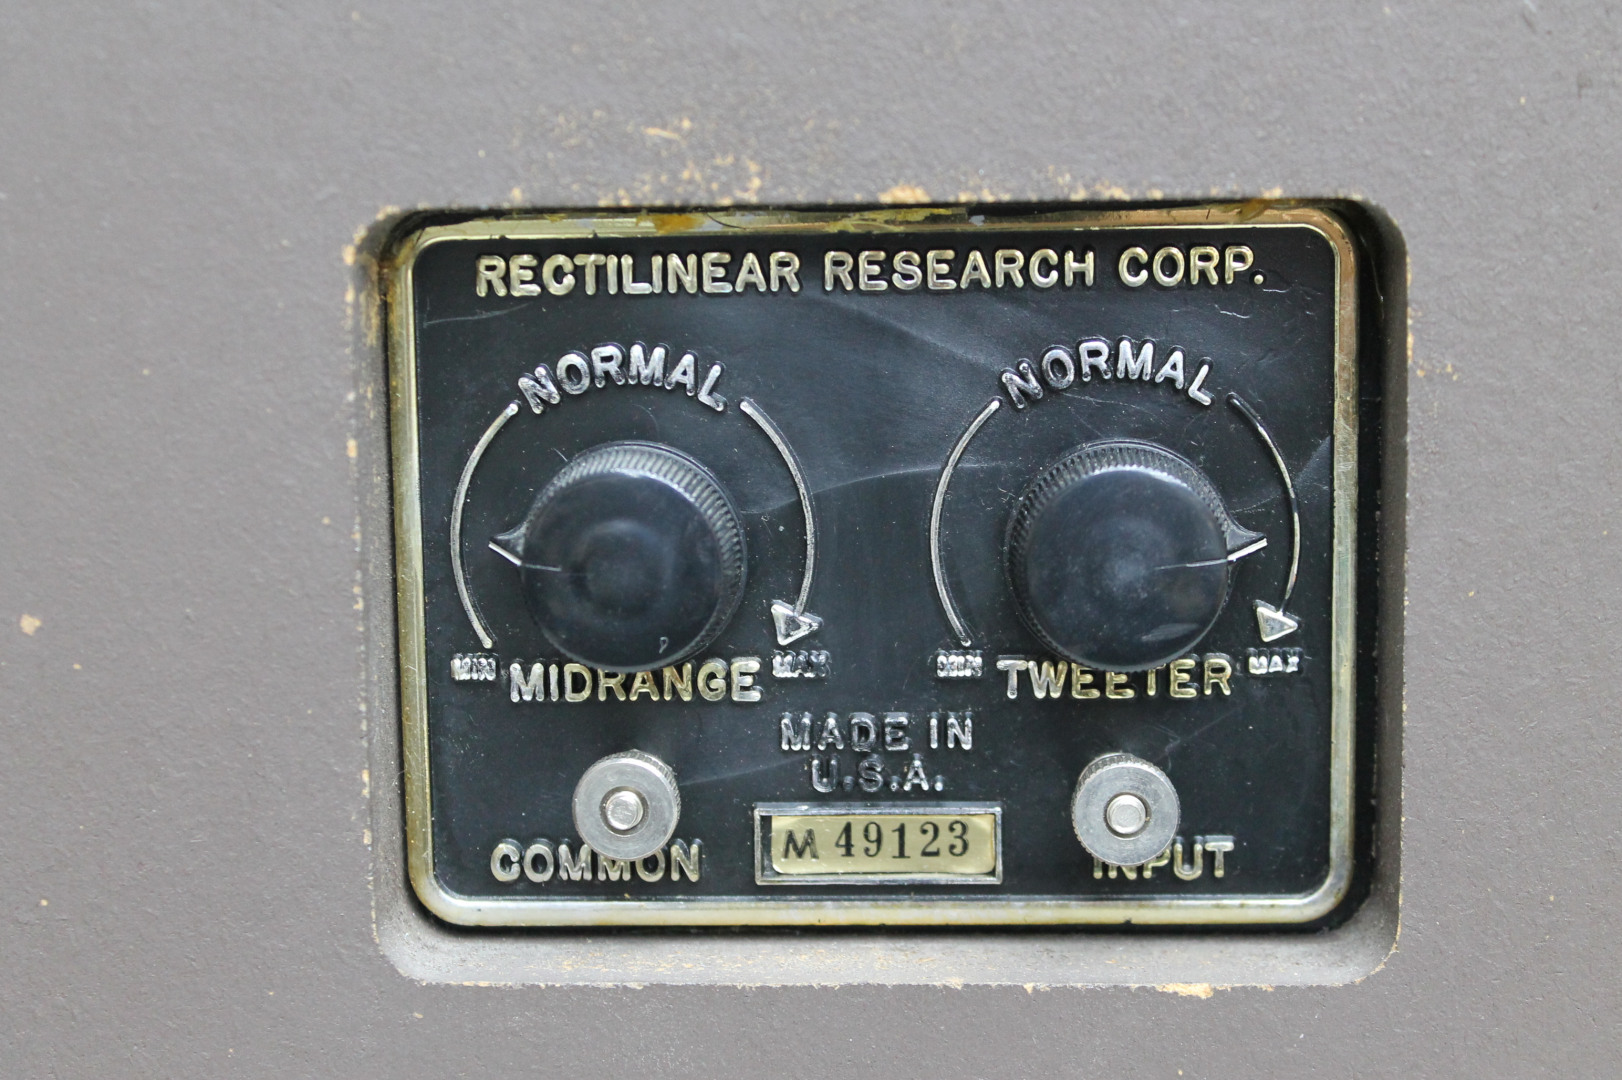 RECTILINEAR RESEARCH CORP.
NORMAL NORMAL
MIN MIDRANGE MAX MIN TWEETER MAX
MADE IN
U.S.A.
COMMON M 49123 INPUT